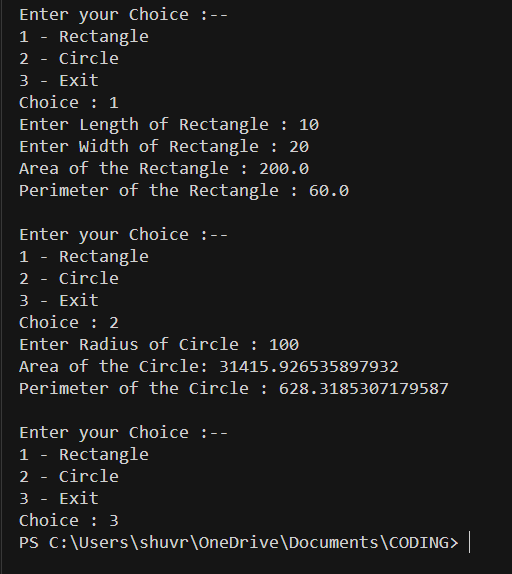 Enter your Choice :--
1 - Rectangle
2 - Circle
3 - Exit
Choice : 1
Enter Length of Rectangle : 10
Enter Width of Rectangle : 20
Area of the Rectangle : 200.0
Perimeter of the Rectangle : 60.0

Enter your Choice :--
1 - Rectangle
2 - Circle
3 - Exit
Choice : 2
Enter Radius of Circle : 100
Area of the Circle: 31415.926535897932
Perimeter of the Circle : 628.3185307179587

Enter your Choice :--
1 - Rectangle
2 - Circle
3 - Exit
Choice : 3
PS C:\Users\shuvr\OneDrive\Documents\CODING>